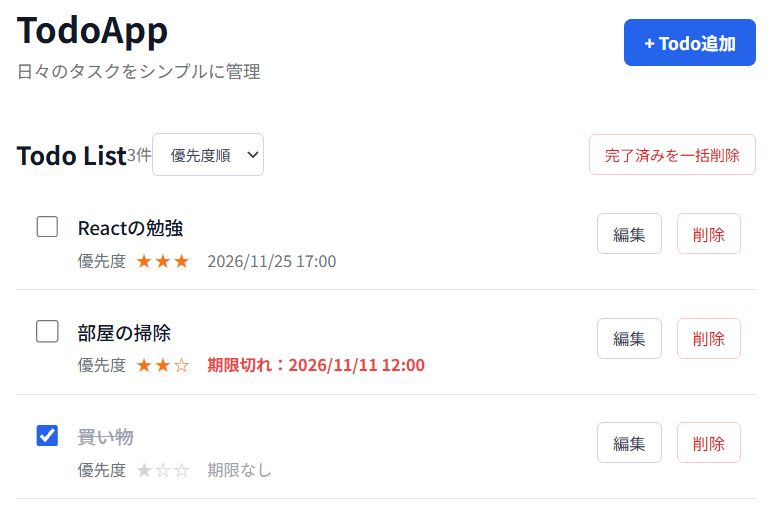 TodoApp
+ Todo追加
日々のタスクをシンプルに管理
Todo List3件 優先度順 完了済みを一括削除
Reactの勉強 編集 削除
優先度 ★★★ 2026/11/25 17:00
部屋の掃除 編集 削除
優先度 ★★☆ 期限切れ：2026/11/11 12:00
買い物 編集 削除
優先度 ★☆☆ 期限なし